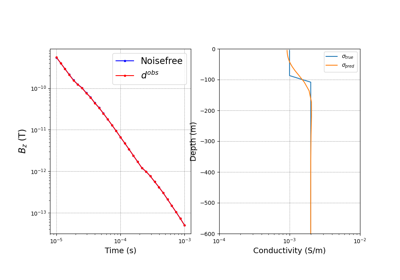 Noisefree
d^obs
10^-10
10^-11
10^-12
10^-13
B_z (T)
10^-5
10^-4
10^-3
Time (s)
σ_true
σ_pred
0
−100
−200
−300
−400
−500
−600
Depth (m)
10^-4
10^-3
10^-2
Conductivity (S/m)